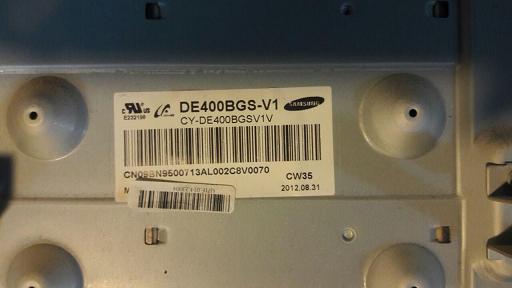 DE400BGS-V1
SAMSUNG
E232198
CY-DE400BGSV1V
CN09BN9500713AL002C8V0070
CW35
2012.08.31